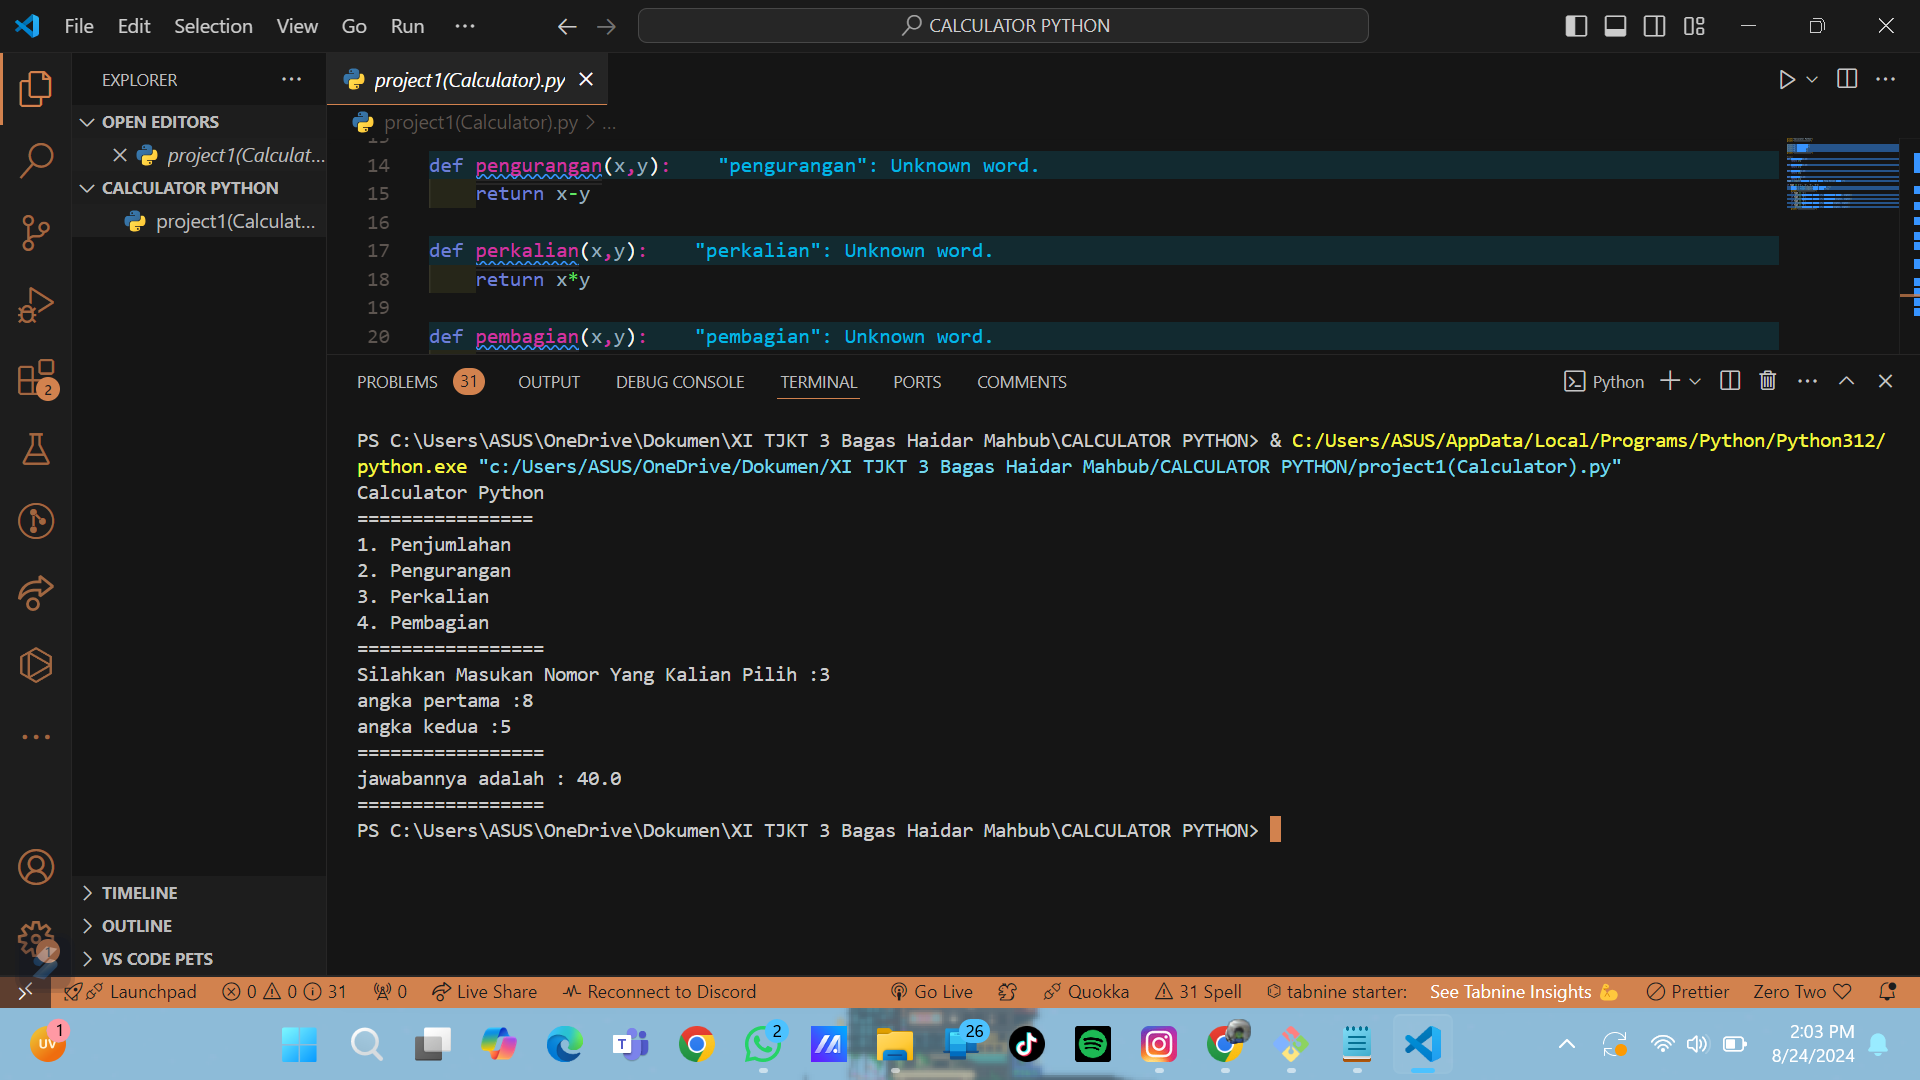 File Edit Selection View Go Run ···
CALCULATOR PYTHON
EXPLORER
OPEN EDITORS
project1(Calculat...
CALCULATOR PYTHON
project1(Calculat...
TIMELINE
OUTLINE
VS CODE PETS
project1(Calculator).py
project1(Calculator).py > ...
14 def pengurangan(x,y): "pengurangan": Unknown word.
15 return x-y
16
17 def perkalian(x,y): "perkalian": Unknown word.
18 return x*y
19
20 def pembagian(x,y): "pembagian": Unknown word.
PROBLEMS 31 OUTPUT DEBUG CONSOLE TERMINAL PORTS COMMENTS
Python
PS C:\Users\ASUS\OneDrive\Dokumen\XI TJKT 3 Bagas Haidar Mahbub\CALCULATOR PYTHON> & C:/Users/ASUS/AppData/Local/Programs/Python/Python312/
python.exe "c:/Users/ASUS/OneDrive/Dokumen/XI TJKT 3 Bagas Haidar Mahbub/CALCULATOR PYTHON/project1(Calculator).py"
Calculator Python
================
1. Penjumlahan
2. Pengurangan
3. Perkalian
4. Pembagian
=================
Silahkan Masukan Nomor Yang Kalian Pilih :3
angka pertama :8
angka kedua :5
=================
jawabannya adalah : 40.0
=================
PS C:\Users\ASUS\OneDrive\Dokumen\XI TJKT 3 Bagas Haidar Mahbub\CALCULATOR PYTHON>
2
1
Launchpad 0 0 31 0 Live Share Reconnect to Discord Go Live Quokka 31 Spell tabnine starter: See Tabnine Insights Prettier Zero Two
UV 1
2
26
2:03 PM
8/24/2024